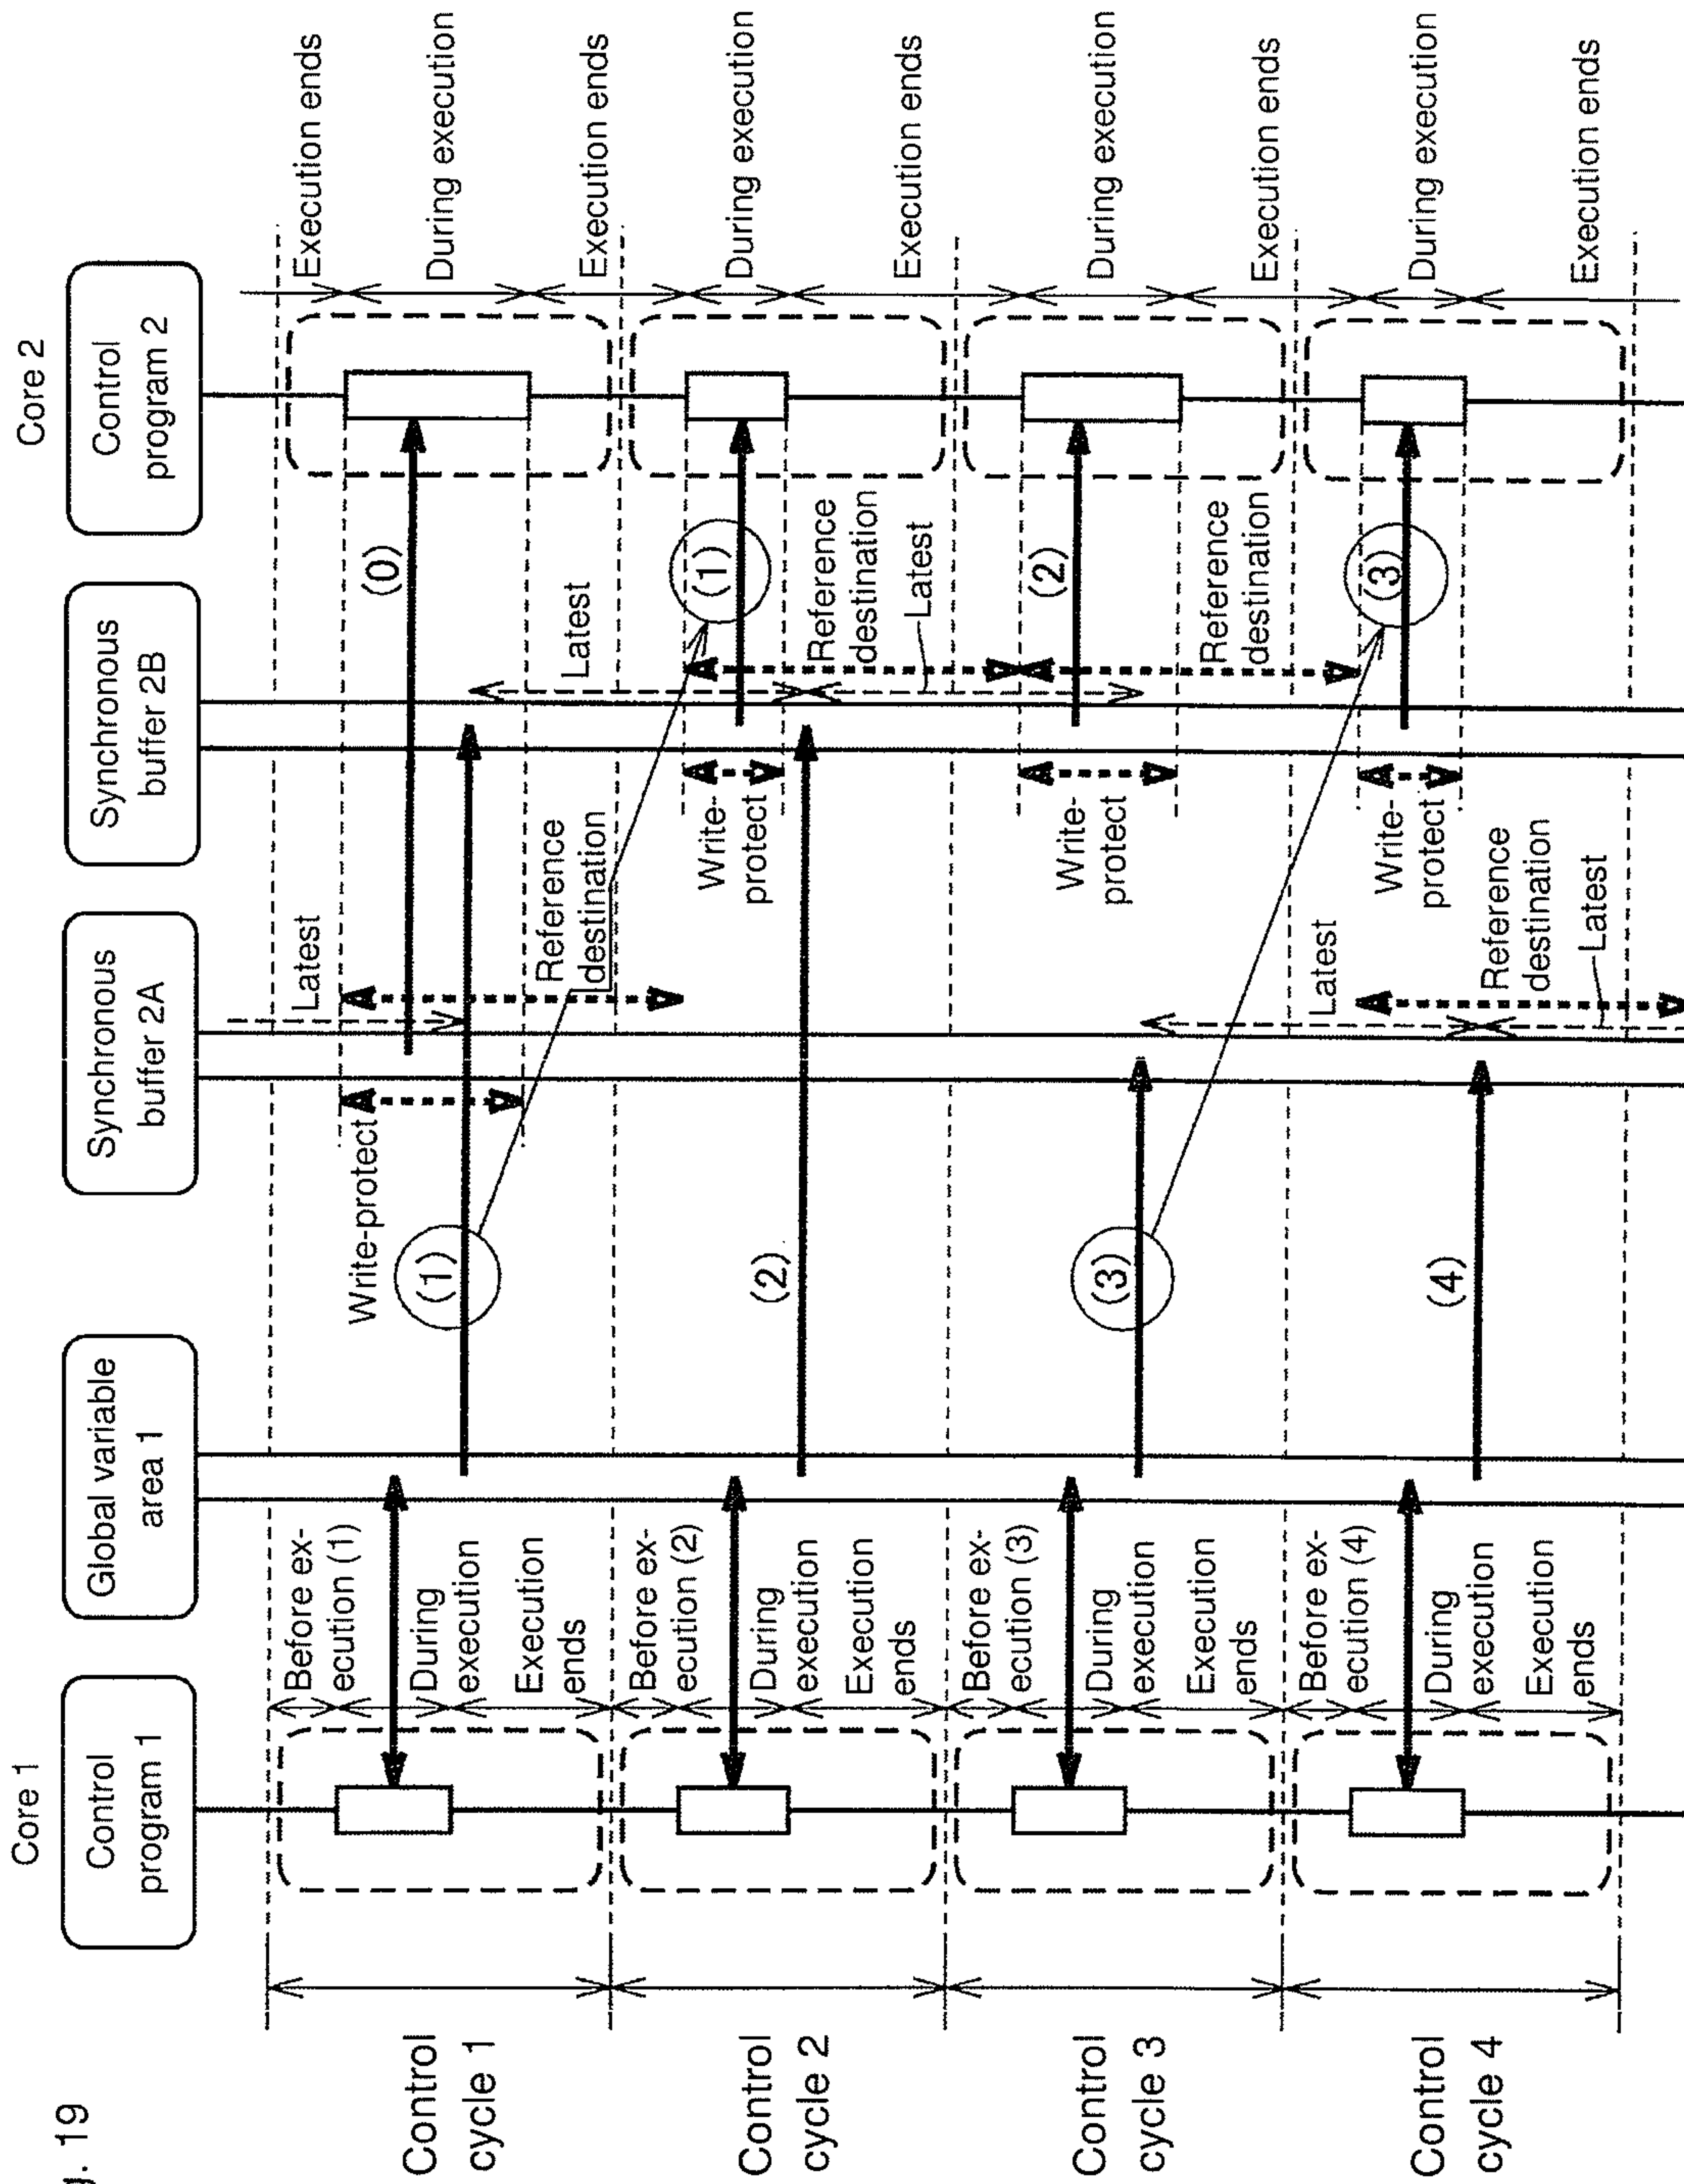 g. 19
Core 1
Core 2
Control
program 1
Global variable
area 1
Synchronous
buffer 2A
Synchronous
buffer 2B
Control
program 2
Control
cycle 1
Before ex-
ecution (1)
During
execution
Execution
ends
(1)
Write-protect
Latest
Reference
destination
(0)
Latest
Execution ends
During execution
Execution ends
Control
cycle 2
Before ex-
ecution (2)
During
execution
Execution
ends
(2)
Write-
protect
(1)
Reference
destination
Latest
During execution
Execution ends
Control
cycle 3
Before ex-
ecution (3)
During
execution
Execution
ends
(3)
Write-
protect
(2)
Reference
destination
During execution
Execution ends
Control
cycle 4
Before ex-
ecution (4)
During
execution
Execution
ends
(4)
Latest
Reference
destination
Latest
Write-
protect
(3)
During execution
Execution ends